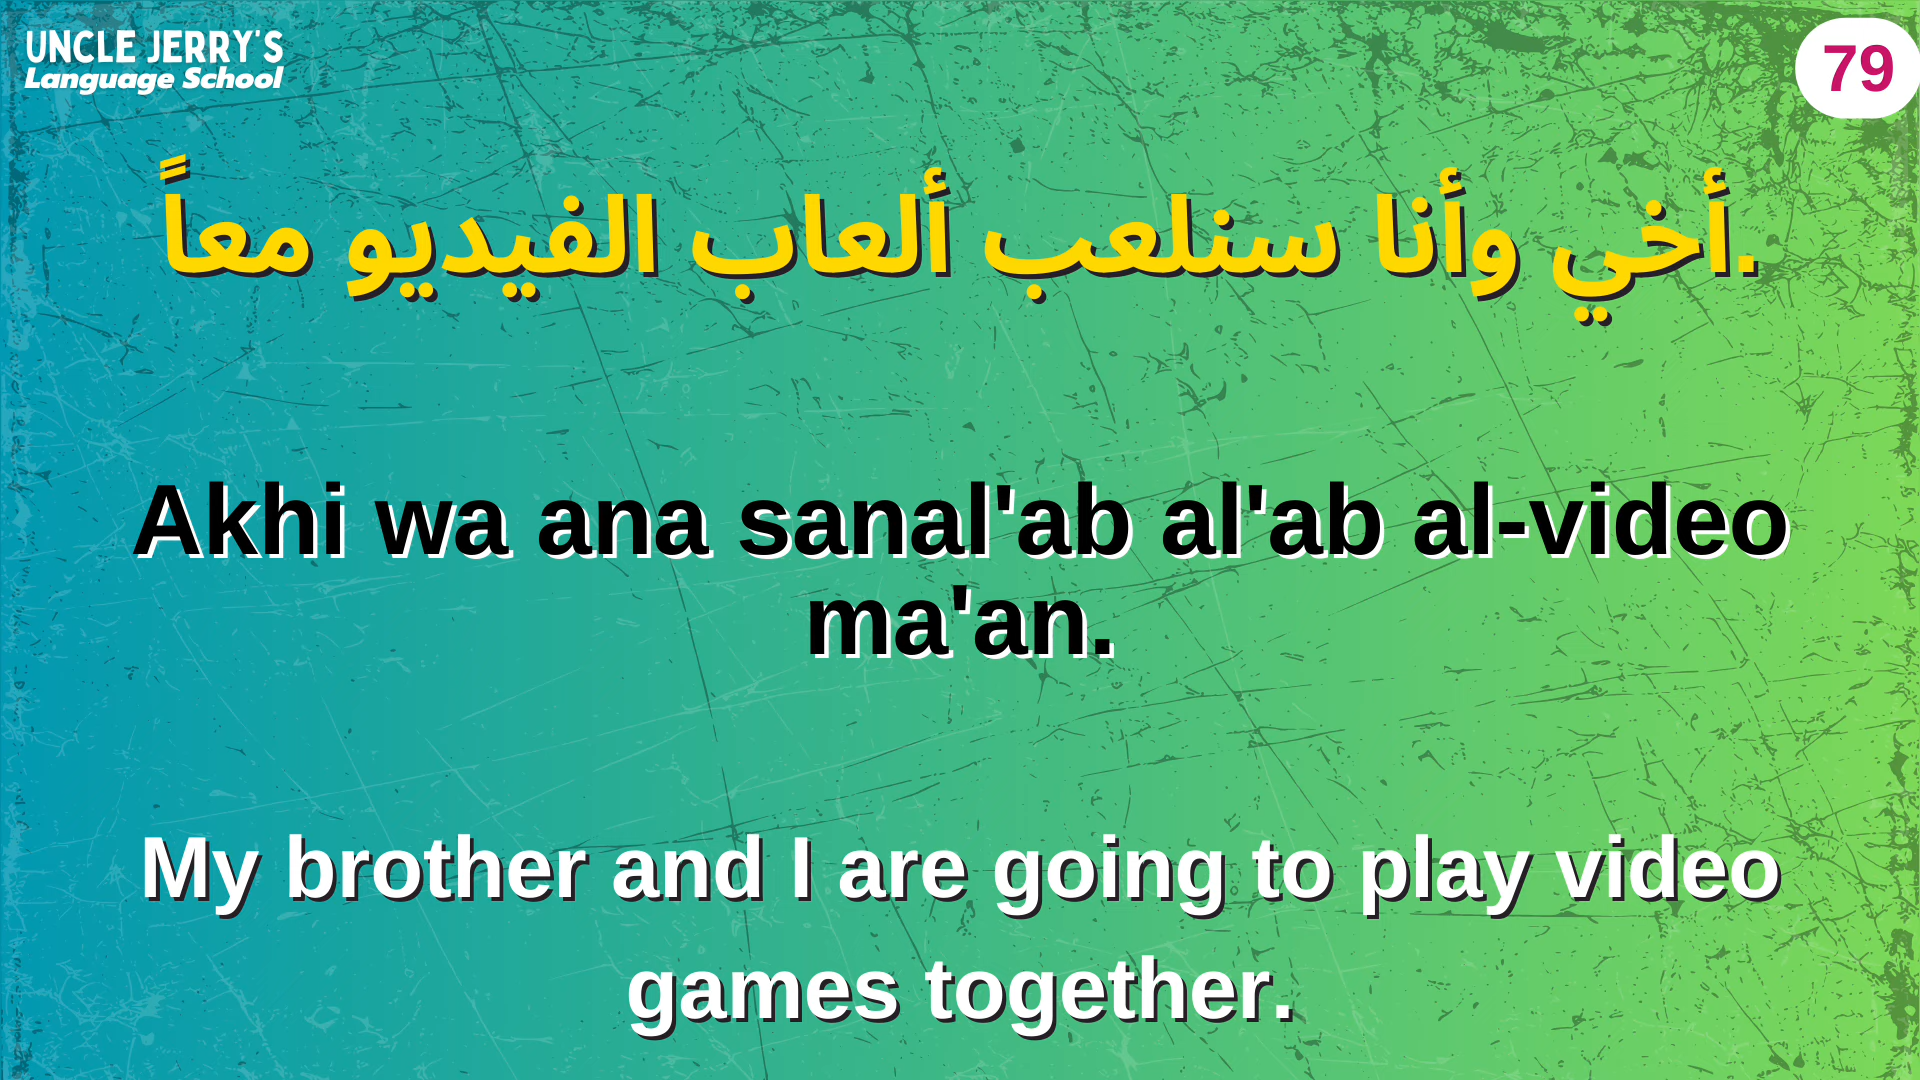 UNCLE JERRY'S
Language School
79
أخي وأنا سنلعب ألعاب الفيديو معاً.
Akhi wa ana sanal'ab al'ab al-video
ma'an.
My brother and I are going to play video
games together.